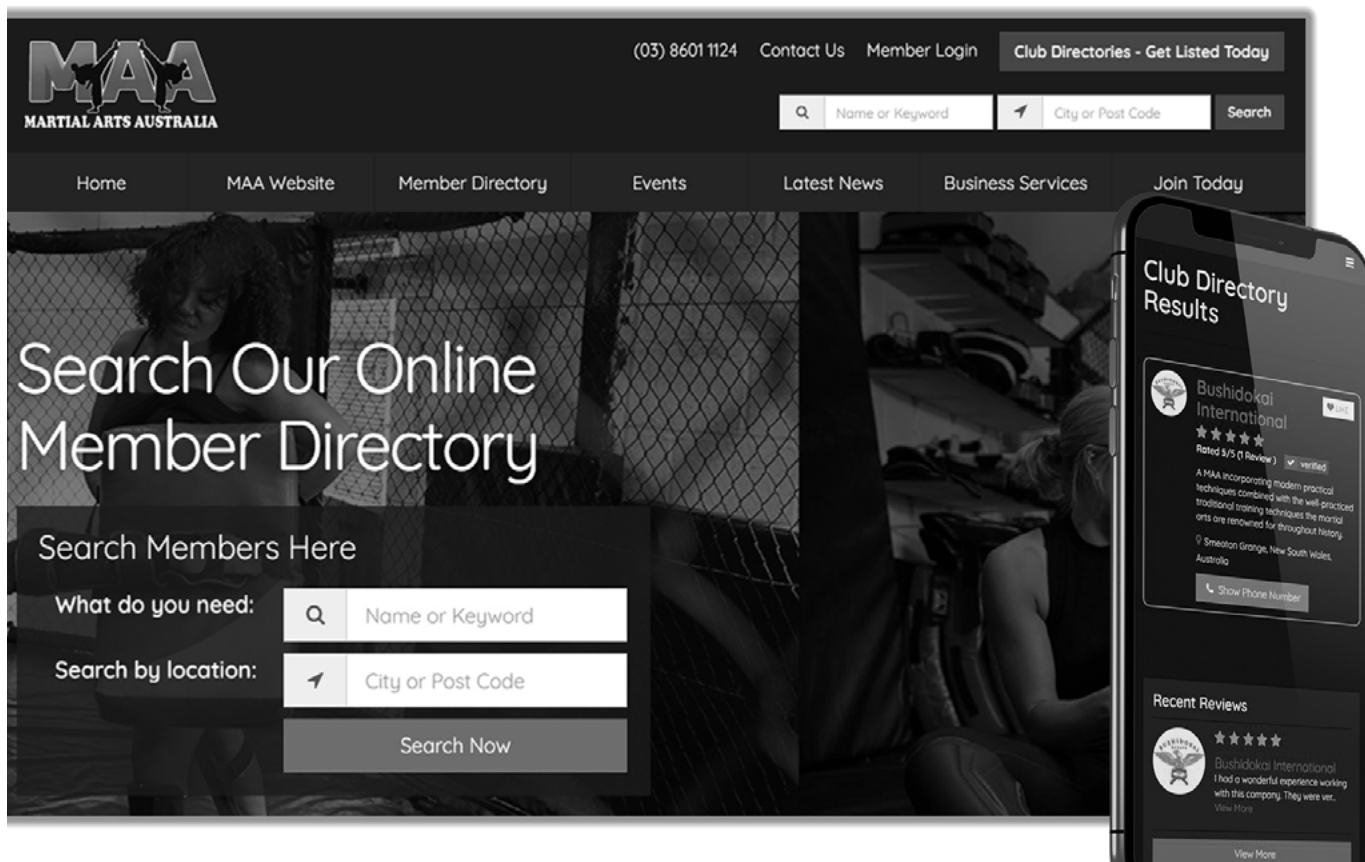 (03) 8601 1124 Contact Us Member Login Club Directories - Get Listed Today
MAA
MARTIAL ARTS AUSTRALIA
Name or Keyword City or Post Code Search
Home MAA Website Member Directory Events Latest News Business Services Join Today
Search Our Online
Member Directory
Search Members Here
What do you need: Name or Keyword
Search by location: City or Post Code
Search Now
Club Directory
Results
Bushidokai
International
LIKE
Rated 5/5 (1 Review) verified
A MAA incorporating modern practical
techniques combined with the well-practiced
traditional training techniques the martial
arts are renowned for throughout history.
Smeaton Grange, New South Wales,
Australia
Show Phone Number
Recent Reviews
BUSHIDOKAI
Bushidokai International
I had a wonderful experience working
with this company. They were ver...
View More
View More